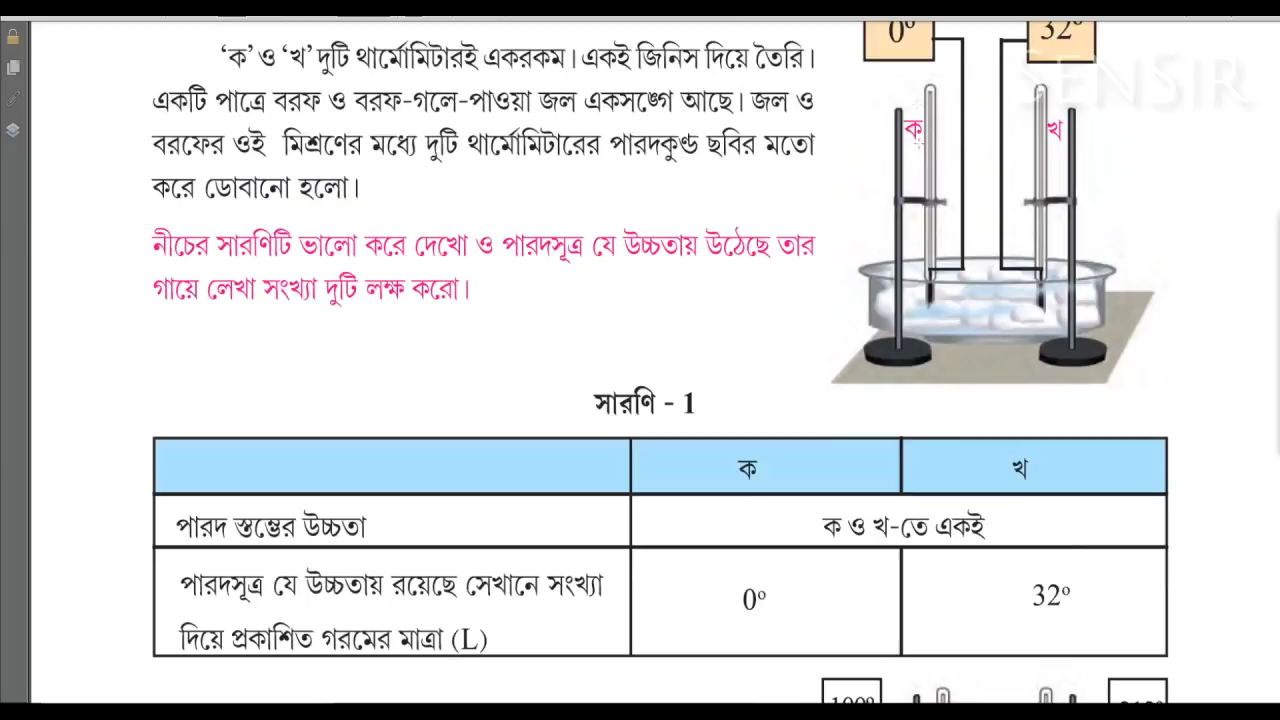 0°
32°
SENSIR
'ক' ও 'খ' দুটি থার্মোমিটারই একরকম। একই জিনিস দিয়ে তৈরি।
একটি পাত্রে বরফ ও বরফ-গলে-পাওয়া জল একসঙ্গে আছে। জল ও
বরফের ওই মিশ্রণের মধ্যে দুটি থার্মোমিটারের পারদকুণ্ড ছবির মতো
করে ডোবানো হলো।
ক
খ
নীচের সারণিটি ভালো করে দেখো ও পারদসূত্র যে উচ্চতায় উঠেছে তার
গায়ে লেখা সংখ্যা দুটি লক্ষ করো।
সারণি - 1
ক
খ
পারদ স্তম্ভের উচ্চতা
ক ও খ-তে একই
পারদসূত্র যে উচ্চতায় রয়েছে সেখানে সংখ্যা
দিয়ে প্রকাশিত গরমের মাত্রা (L)
0°
32°
100°